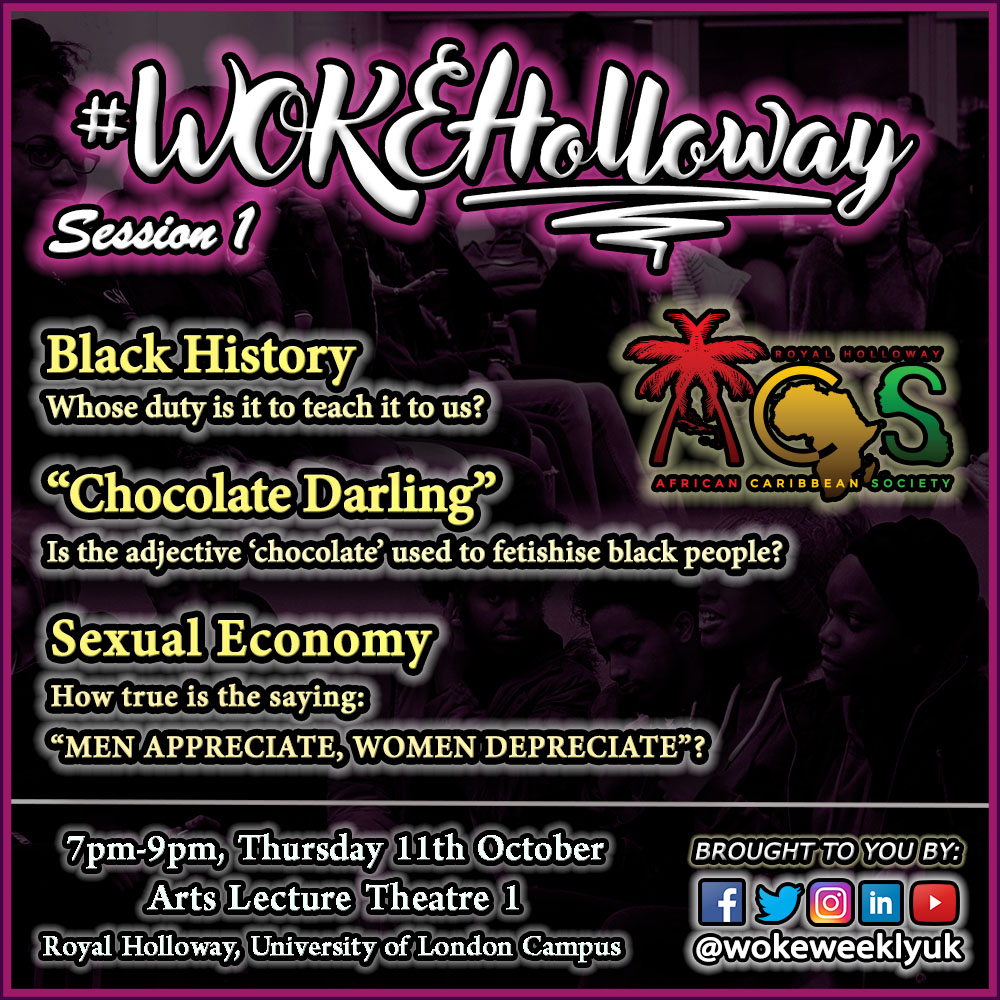 #WOKEHolloway
Session 1
Black History
Whose duty is it to teach it to us?
ROYAL HOLLOWAY
ACS
AFRICAN CARIBBEAN SOCIETY
“Chocolate Darling”
Is the adjective ‘chocolate’ used to fetishise black people?
Sexual Economy
How true is the saying:
“MEN APPRECIATE, WOMEN DEPRECIATE”?
7pm-9pm, Thursday 11th October
Arts Lecture Theatre 1
Royal Holloway, University of London Campus
BROUGHT TO YOU BY:
@wokeweeklyuk